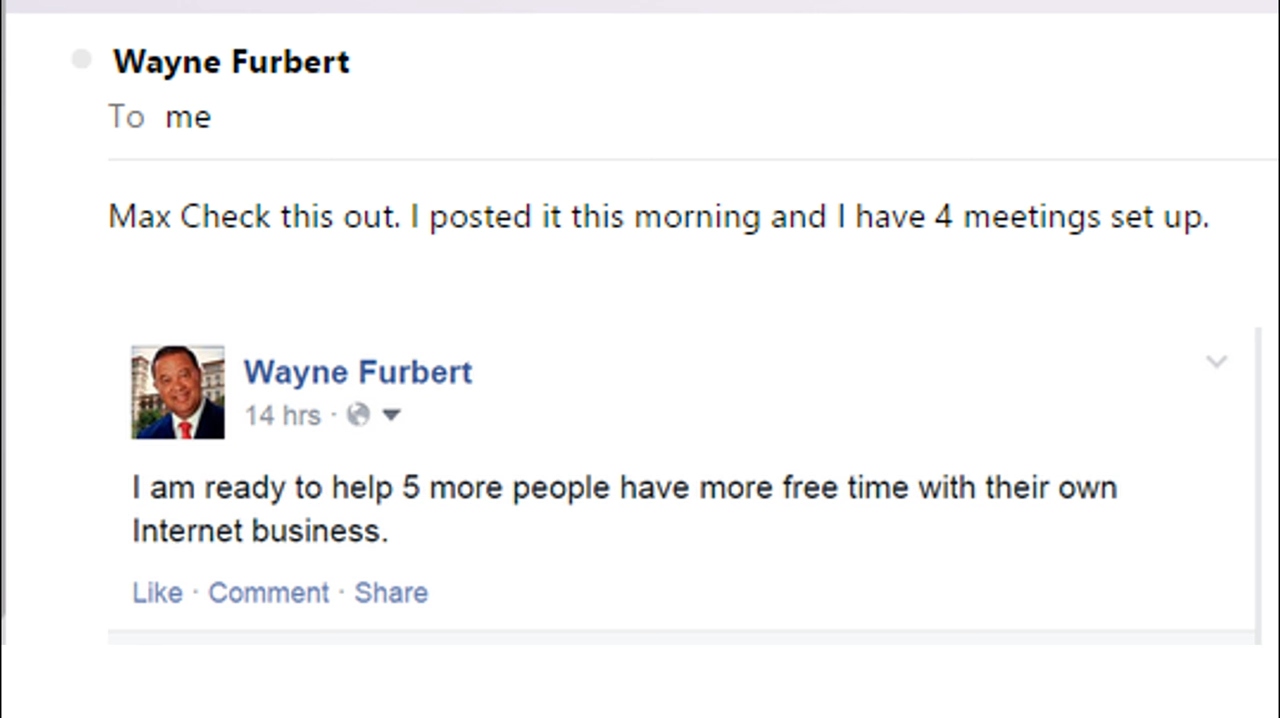 Wayne Furbert
To me
Max Check this out. I posted it this morning and I have 4 meetings set up.
Wayne Furbert
14 hrs ·
I am ready to help 5 more people have more free time with their own
Internet business.
Like · Comment · Share